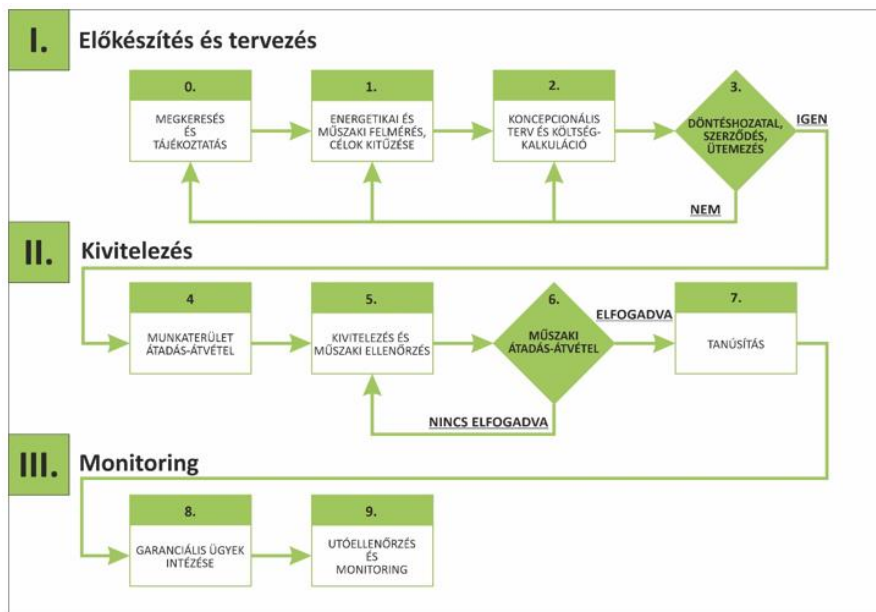 I.
Előkészítés és tervezés
0.
MEGKERESÉS
ÉS
TÁJÉKOZTATÁS
1.
ENERGETIKAI ÉS
MŰSZAKI FELMÉRÉS,
CÉLOK KITŰZÉSE
2.
KONCEPCIONÁLIS
TERV ÉS KÖLTSÉG-
KALKULÁCIÓ
3.
DÖNTÉSHOZATAL,
SZERZŐDÉS,
ÜTEMEZÉS
IGEN
NEM
II.
Kivitelezés
4
MUNKATERÜLET
ÁTADÁS-ÁTVÉTEL
5.
KIVITELEZÉS ÉS
MŰSZAKI ELLENŐRZÉS
6.
MŰSZAKI
ÁTADÁS-ÁTVÉTEL
ELFOGADVA
NINCS ELFOGADVA
7.
TANÚSÍTÁS
III.
Monitoring
8.
GARANCIÁLIS ÜGYEK
INTÉZÉSE
9.
UTÓELLENŐRZÉS
ÉS
MONITORING